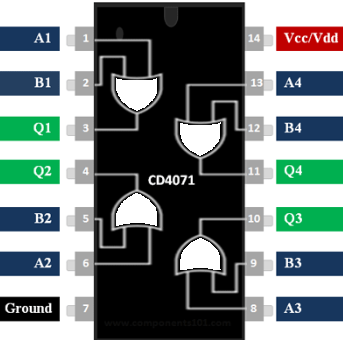 A1 1 14 Vcc/Vdd
B1 2 13 A4
Q1 3 12 B4
Q2 4 11 Q4
CD4071
B2 5 10 Q3
A2 6 9 B3
Ground 7 8 A3
www.components101.com